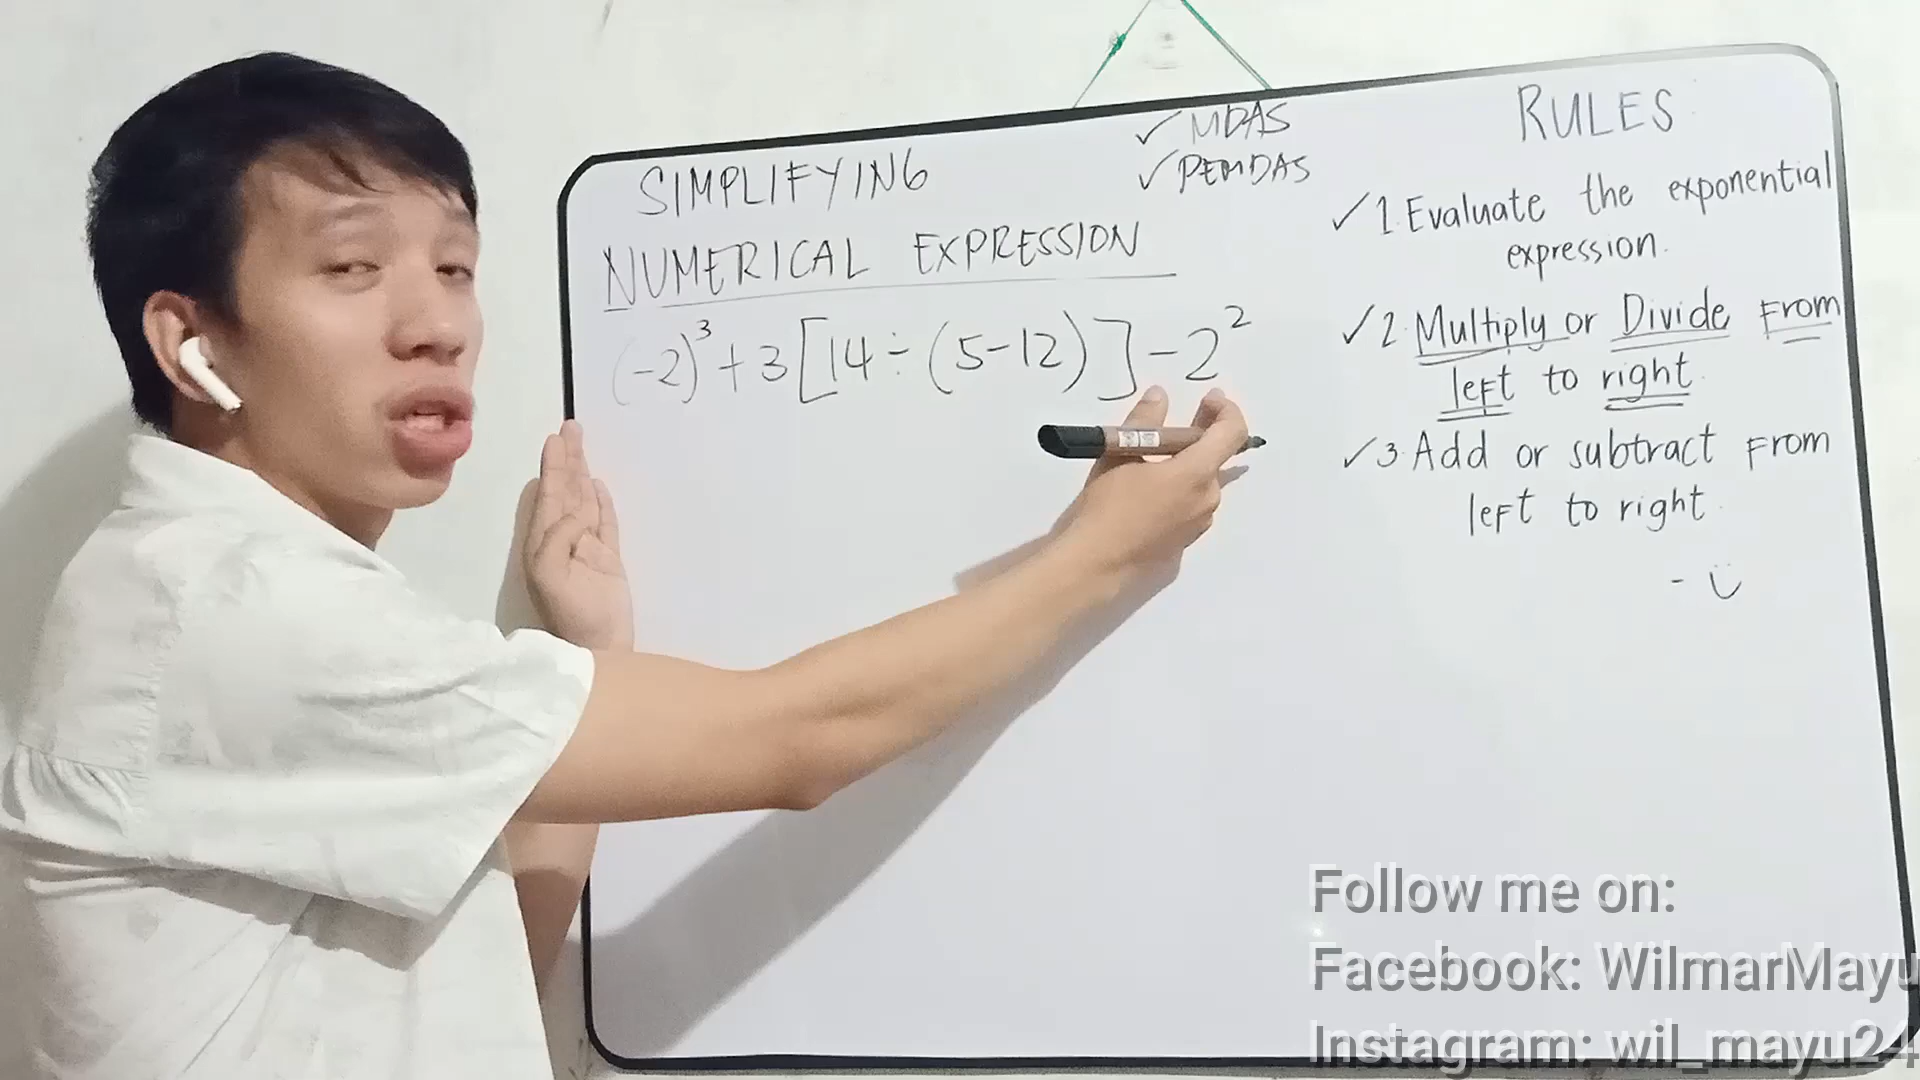 SIMPLIFYING
NUMERICAL EXPRESSION
(-2)³ + 3 [14 ÷ (5-12)] - 2²
✓ MDAS
✓ PEMDAS
RULES
✓ 1. Evaluate the exponential
expression.
✓ 2. Multiply or Divide from
left to right.
✓ 3. Add or subtract from
left to right.
Follow me on:
Facebook: WilmarMayu
Instagram: wil_mayu24